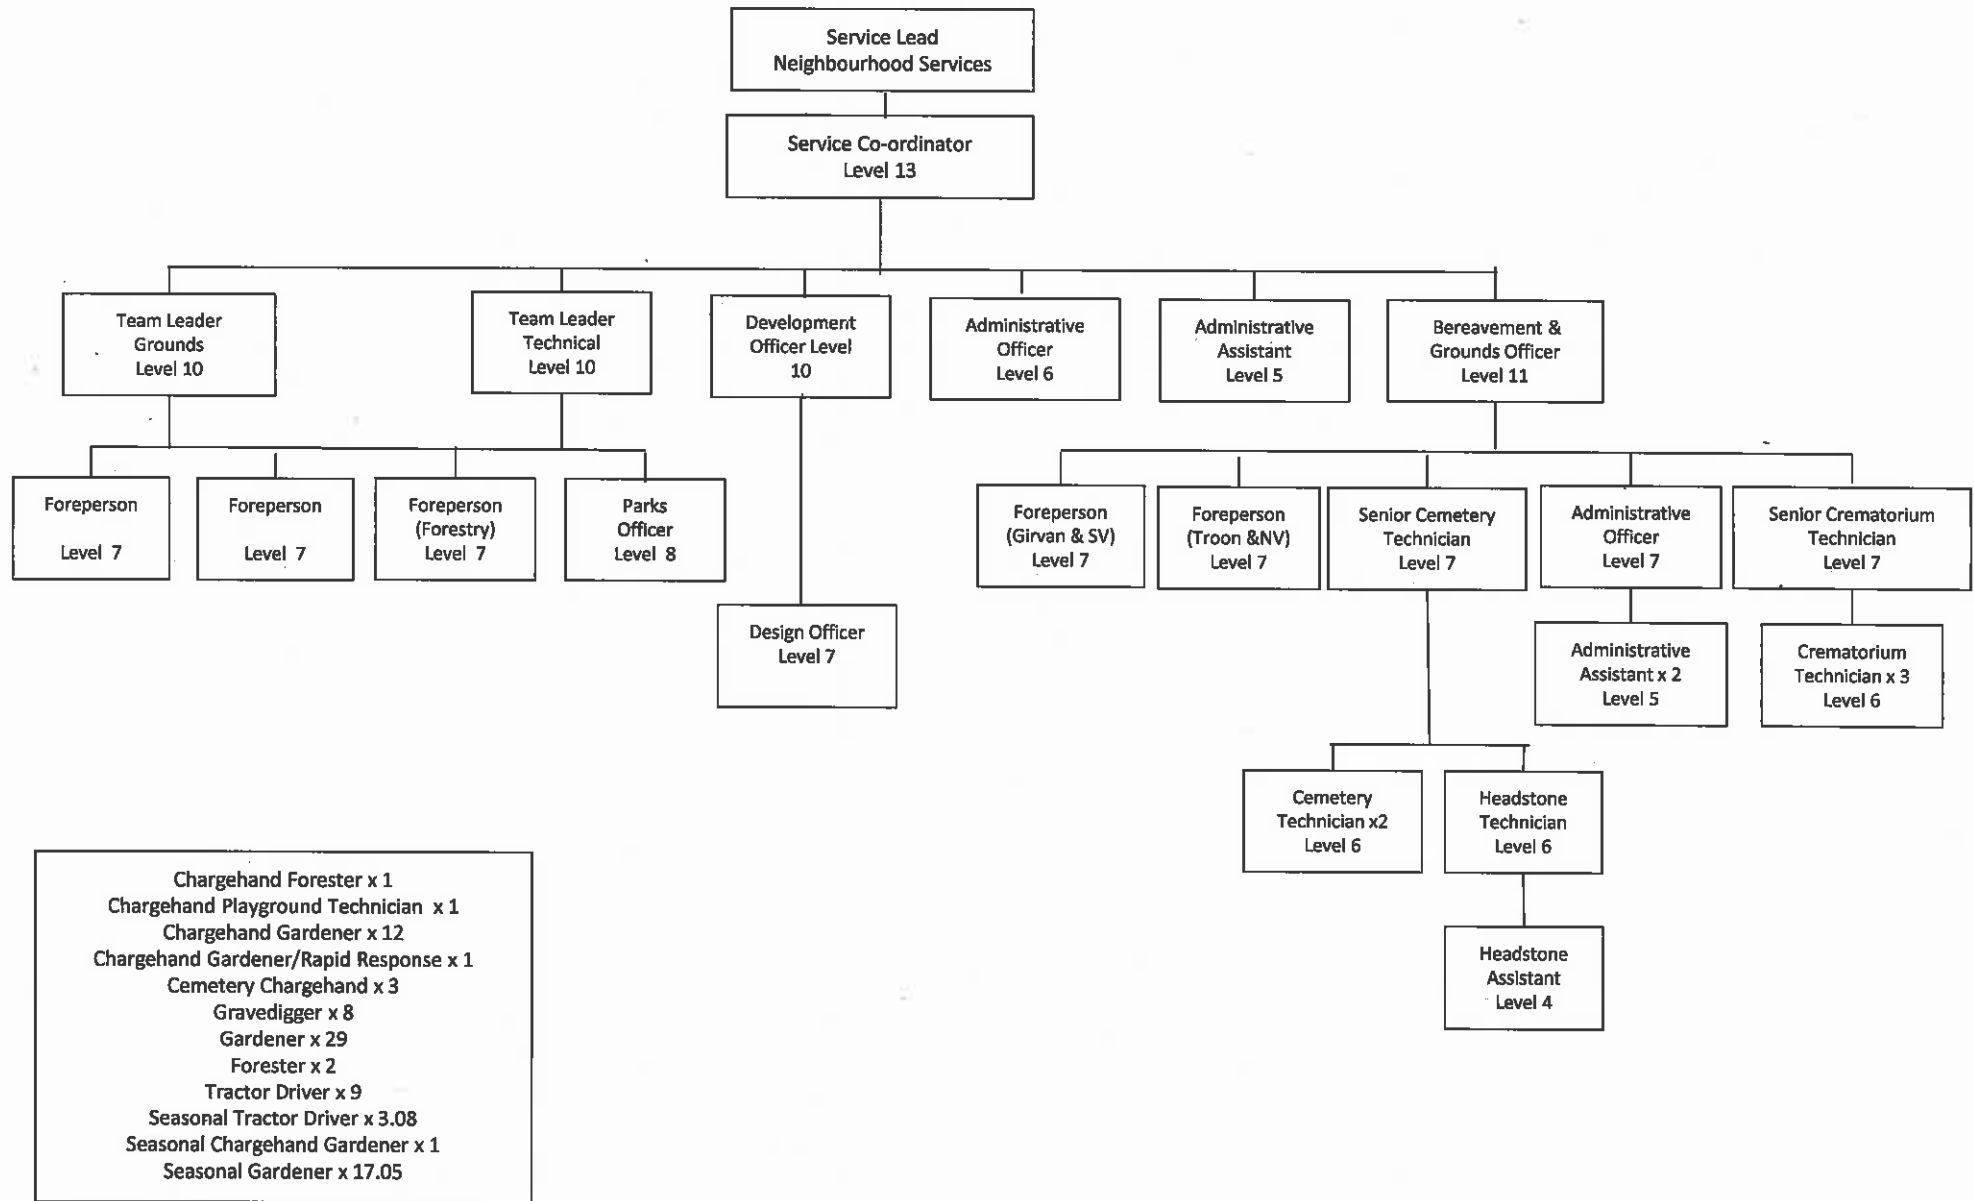 Service Lead
Neighbourhood Services
Service Co-ordinator
Level 13
Team Leader
Grounds
Level 10
Team Leader
Technical
Level 10
Development
Officer Level
10
Administrative
Officer
Level 6
Administrative
Assistant
Level 5
Bereavement &
Grounds Officer
Level 11
Foreperson
Level 7
Foreperson
Level 7
Foreperson
(Forestry)
Level 7
Parks
Officer
Level 8
Foreperson
(Girvan & SV)
Level 7
Foreperson
(Troon &NV)
Level 7
Senior Cemetery
Technician
Level 7
Administrative
Officer
Level 7
Senior Crematorium
Technician
Level 7
Design Officer
Level 7
Administrative
Assistant x 2
Level 5
Crematorium
Technician x 3
Level 6
Cemetery
Technician x2
Level 6
Headstone
Technician
Level 6
Headstone
Assistant
Level 4
Chargehand Forester x 1
Chargehand Playground Technician x 1
Chargehand Gardener x 12
Chargehand Gardener/Rapid Response x 1
Cemetery Chargehand x 3
Gravedigger x 8
Gardener x 29
Forester x 2
Tractor Driver x 9
Seasonal Tractor Driver x 3.08
Seasonal Chargehand Gardener x 1
Seasonal Gardener x 17.05